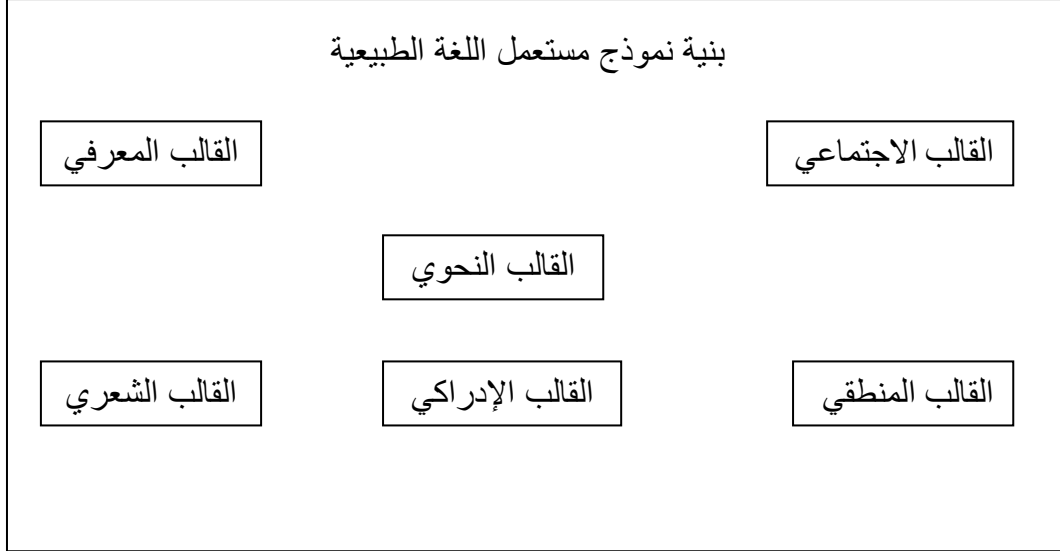 بنية نموذج مستعمل اللغة الطبيعية
القالب الاجتماعي
القالب المعرفي
القالب النحوي
القالب المنطقي
القالب الإدراكي
القالب الشعري